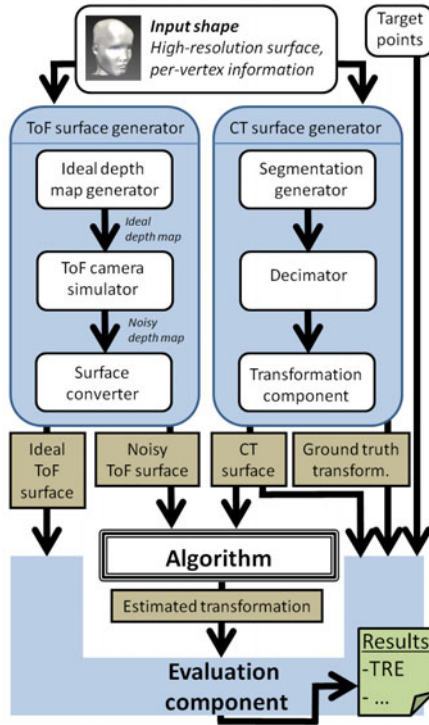 Input shape
High-resolution surface,
per-vertex information
Target
points
ToF surface generator
Ideal depth
map generator
Ideal
depth map
ToF camera
simulator
Noisy
depth map
Surface
converter
CT surface generator
Segmentation
generator
Decimator
Transformation
component
Ideal
ToF
surface
Noisy
ToF surface
CT
surface
Ground truth
transform.
Algorithm
Estimated transformation
Evaluation
component
Results
-TRE
- ...